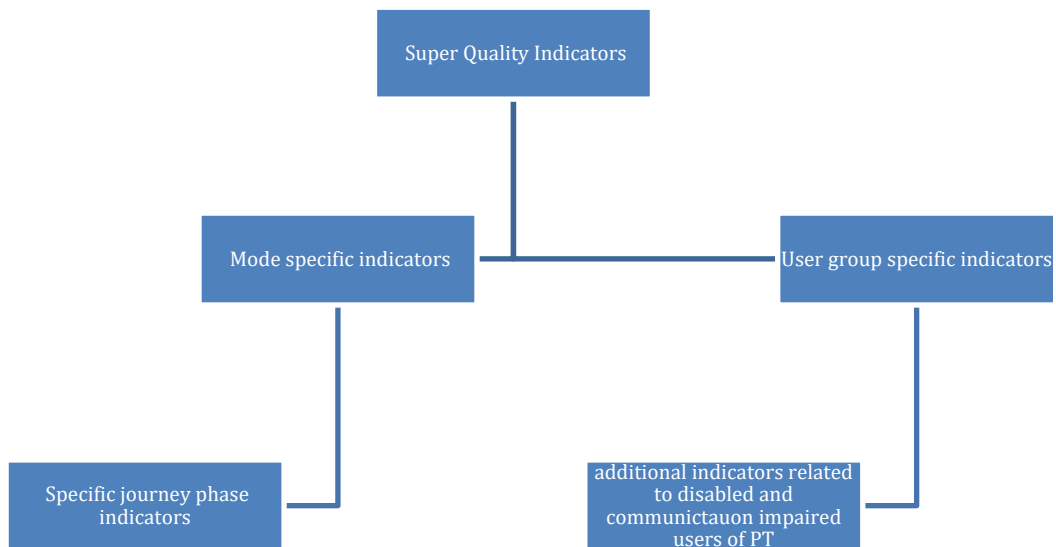 Super Quality Indicators
Mode specific indicators
User group specific indicators
Specific journey phase
indicators
additional indicators related
to disabled and
communictauon impaired
users of PT